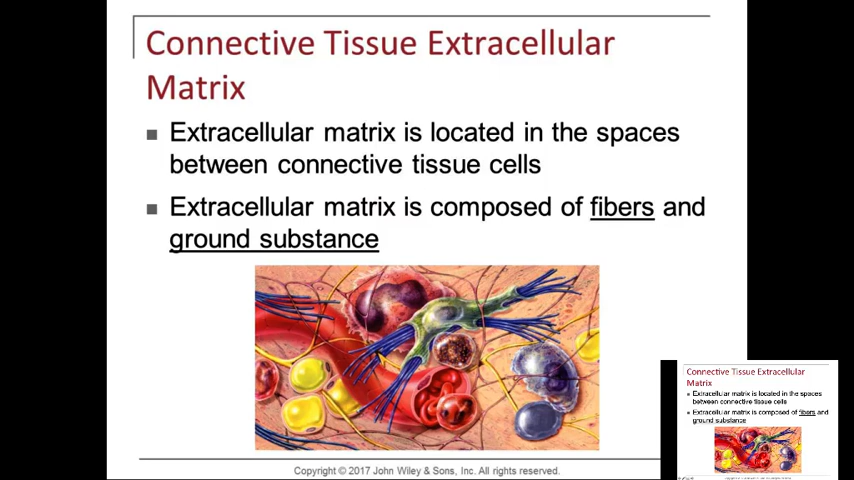 Connective Tissue Extracellular
Matrix
Extracellular matrix is located in the spaces
between connective tissue cells
Extracellular matrix is composed of fibers and
ground substance
Copyright © 2017 John Wiley & Sons, Inc. All rights reserved.
Connective Tissue Extracellular
Matrix
Extracellular matrix is located in the spaces
between connective tissue cells
Extracellular matrix is composed of fibers and
ground substance